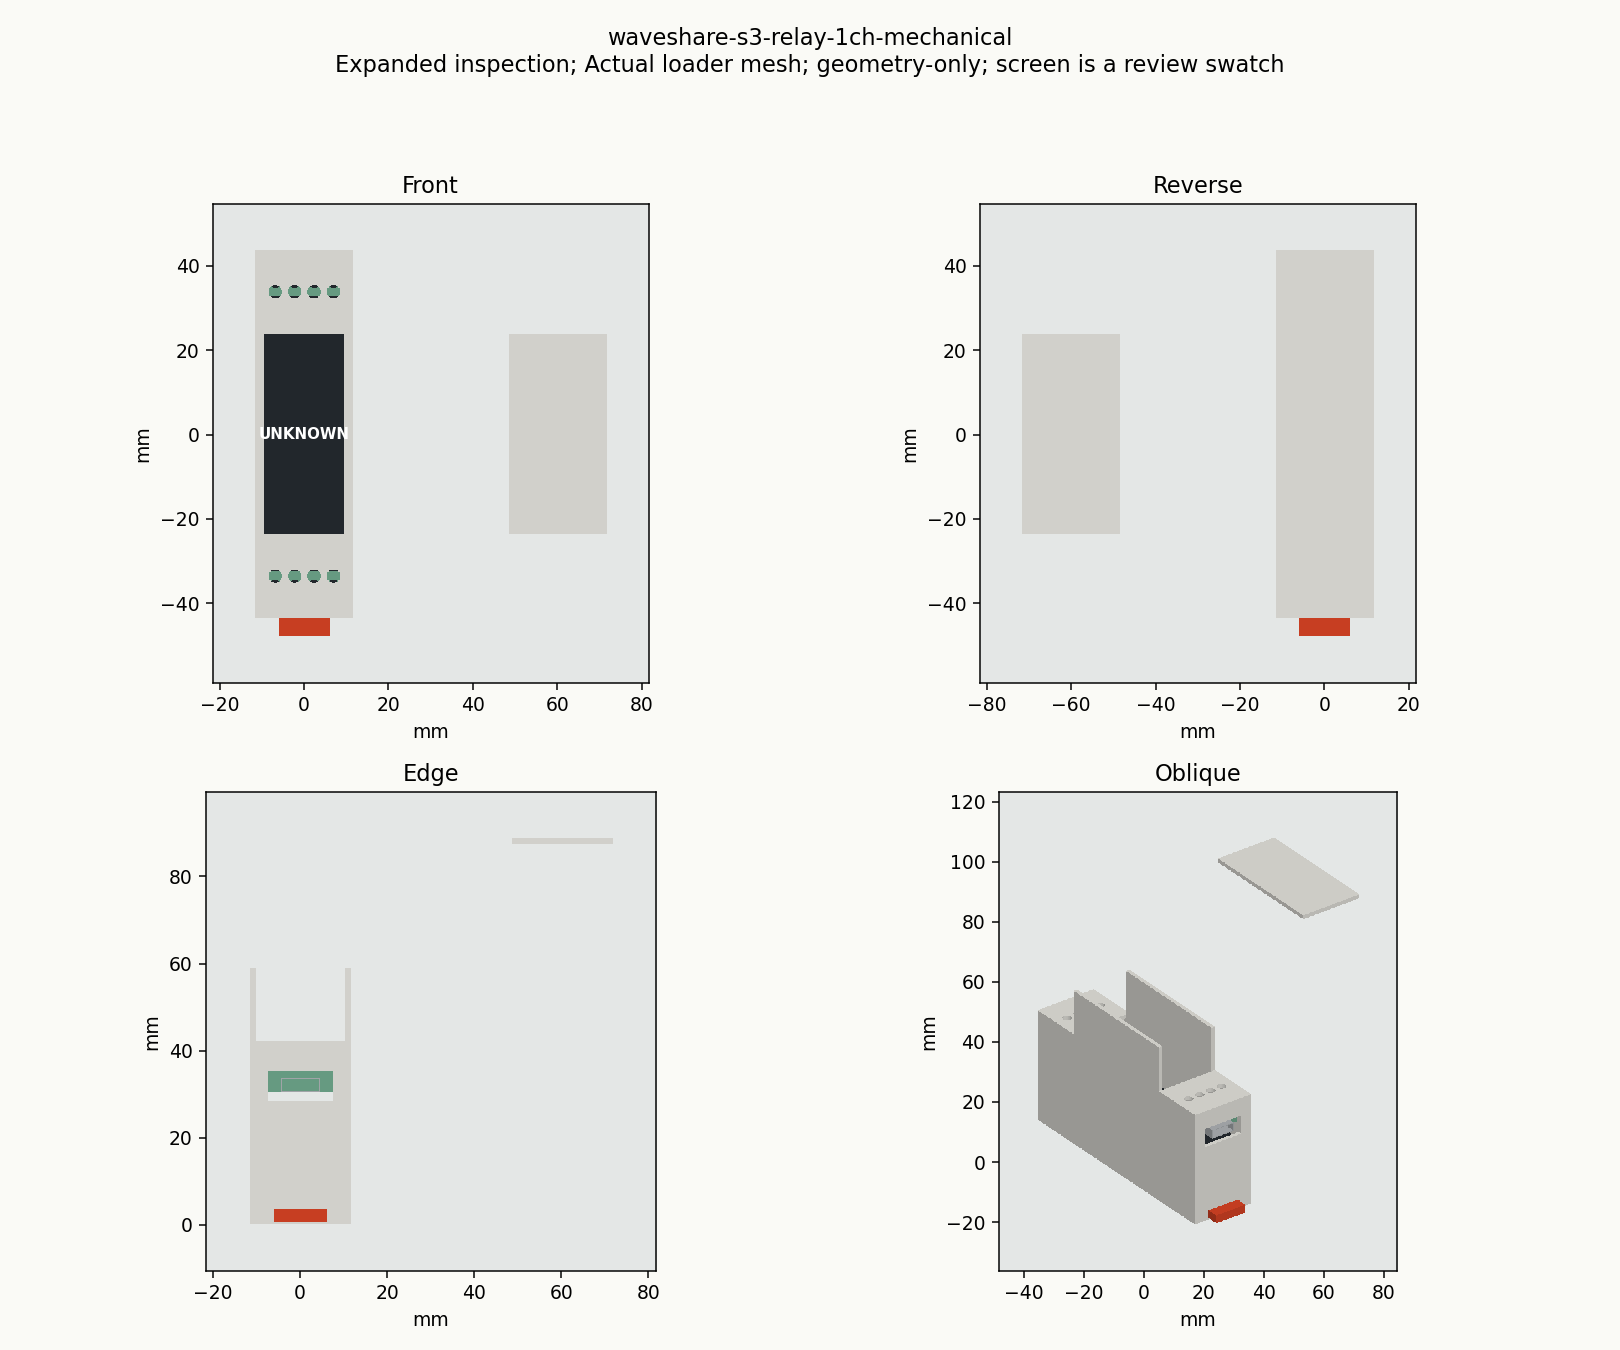 waveshare-s3-relay-1ch-mechanical
Expanded inspection; Actual loader mesh; geometry-only; screen is a review swatch
Front
40
20
0
−20
−40
mm
UNKNOWN
−20 0 20 40 60 80
mm
Reverse
40
20
0
−20
−40
mm
−80 −60 −40 −20 0 20
mm
Edge
80
60
40
20
0
mm
−20 0 20 40 60 80
mm
Oblique
120
100
80
60
40
20
0
−20
mm
−40 −20 0 20 40 60 80
mm